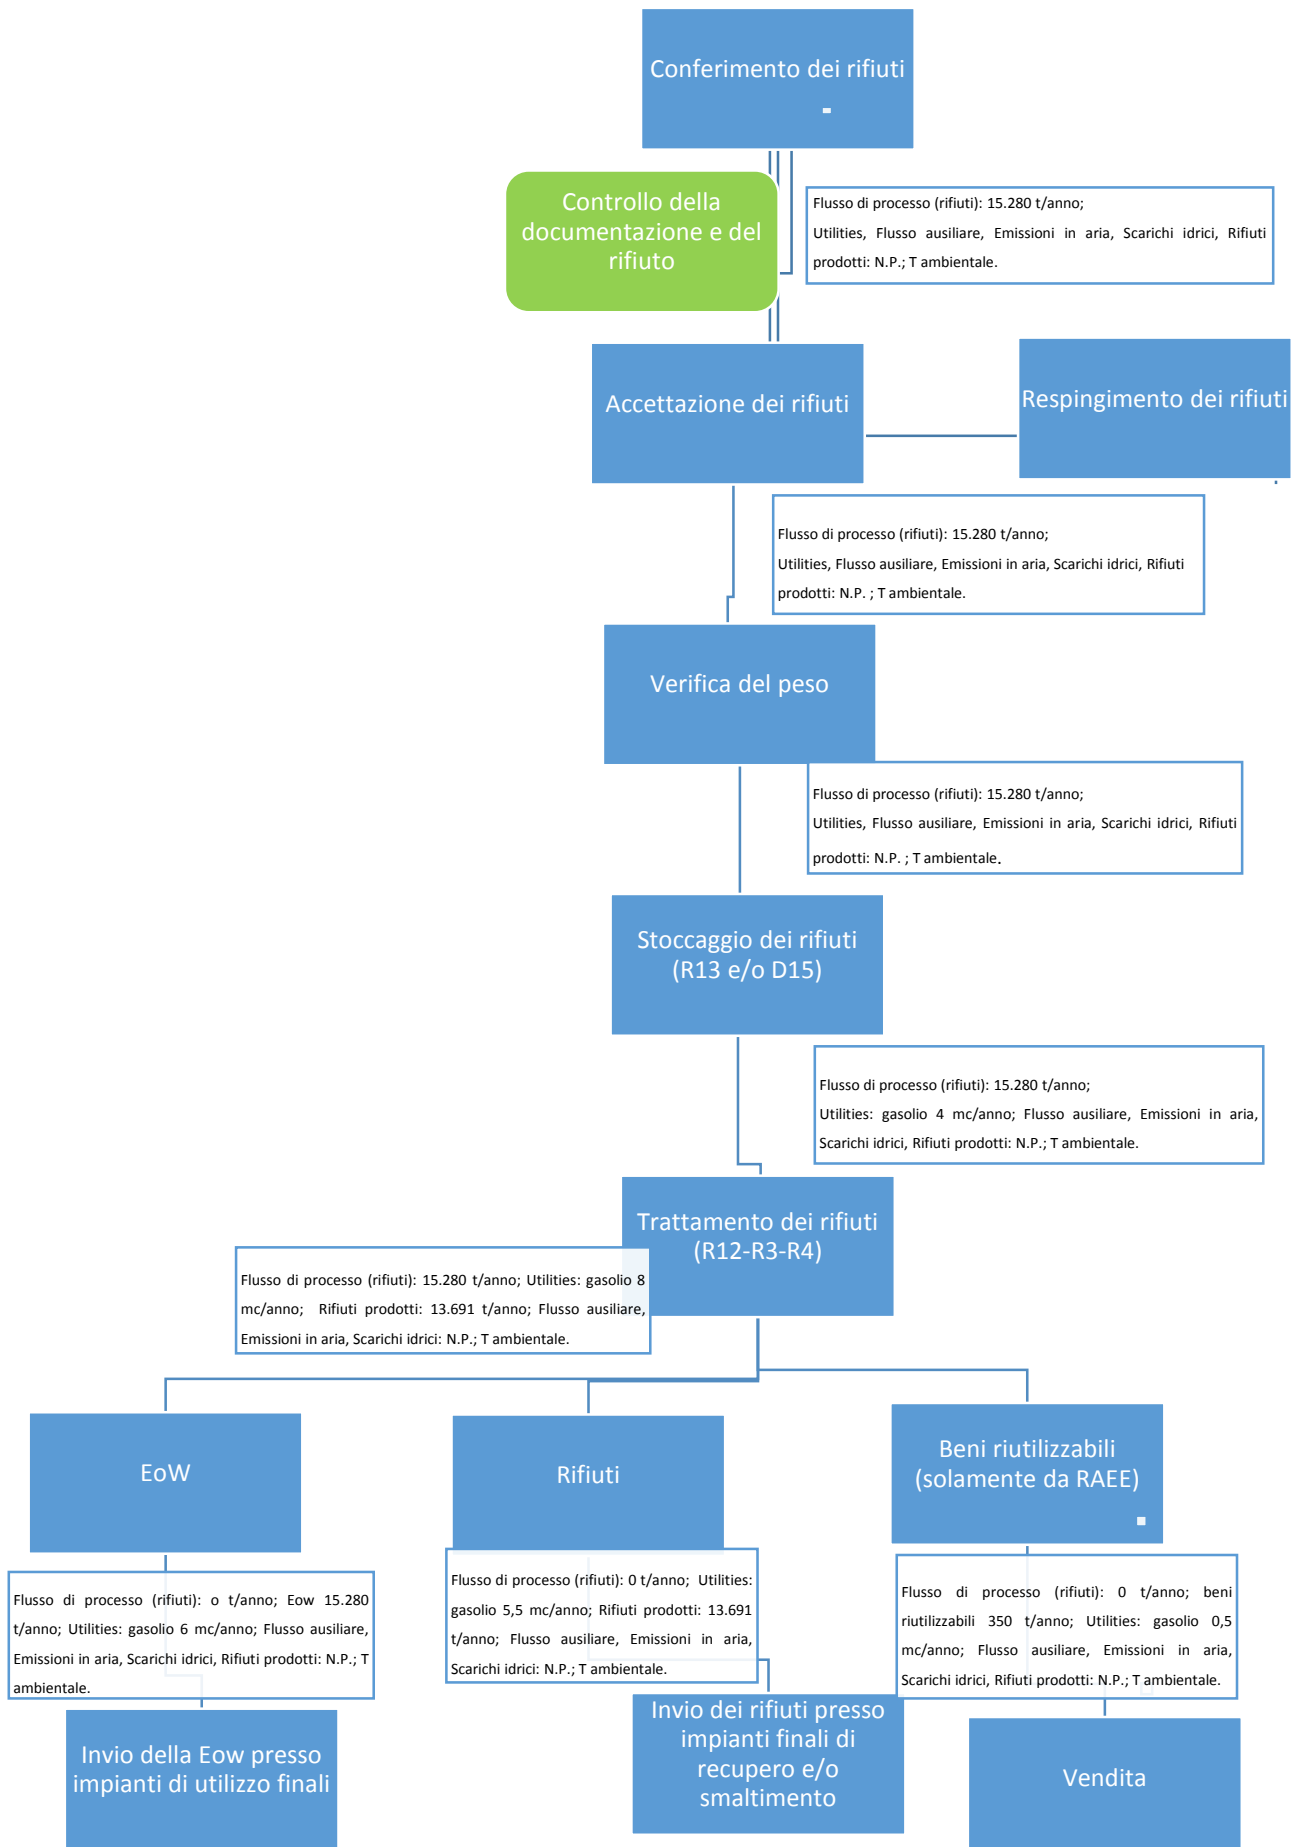 Conferimento dei rifiuti
Controllo della
documentazione e del
rifiuto
Flusso di processo (rifiuti): 15.280 t/anno;
Utilities, Flusso ausiliare, Emissioni in aria, Scarichi idrici, Rifiuti
prodotti: N.P.; T ambientale.
Accettazione dei rifiuti
Respingimento dei rifiuti
Flusso di processo (rifiuti): 15.280 t/anno;
Utilities, Flusso ausiliare, Emissioni in aria, Scarichi idrici, Rifiuti
prodotti: N.P. ; T ambientale.
Verifica del peso
Flusso di processo (rifiuti): 15.280 t/anno;
Utilities, Flusso ausiliare, Emissioni in aria, Scarichi idrici, Rifiuti
prodotti: N.P. ; T ambientale.
Stoccaggio dei rifiuti
(R13 e/o D15)
Flusso di processo (rifiuti): 15.280 t/anno;
Utilities: gasolio 4 mc/anno; Flusso ausiliare, Emissioni in aria,
Scarichi idrici, Rifiuti prodotti: N.P.; T ambientale.
Trattamento dei rifiuti
(R12-R3-R4)
Flusso di processo (rifiuti): 15.280 t/anno; Utilities: gasolio 8
mc/anno; Rifiuti prodotti: 13.691 t/anno; Flusso ausiliare,
Emissioni in aria, Scarichi idrici: N.P.; T ambientale.
EoW
Rifiuti
Beni riutilizzabili
(solamente da RAEE)
Flusso di processo (rifiuti): o t/anno; Eow 15.280
t/anno; Utilities: gasolio 6 mc/anno; Flusso ausiliare,
Emissioni in aria, Scarichi idrici, Rifiuti prodotti: N.P.; T
ambientale.
Flusso di processo (rifiuti): 0 t/anno; Utilities:
gasolio 5,5 mc/anno; Rifiuti prodotti: 13.691
t/anno; Flusso ausiliare, Emissioni in aria,
Scarichi idrici: N.P.; T ambientale.
Flusso di processo (rifiuti): 0 t/anno; beni
riutilizzabili 350 t/anno; Utilities: gasolio 0,5
mc/anno; Flusso ausiliare, Emissioni in aria,
Scarichi idrici, Rifiuti prodotti: N.P.; T ambientale.
Invio della Eow presso
impianti di utilizzo finali
Invio dei rifiuti presso
impianti finali di
recupero e/o
smaltimento
Vendita